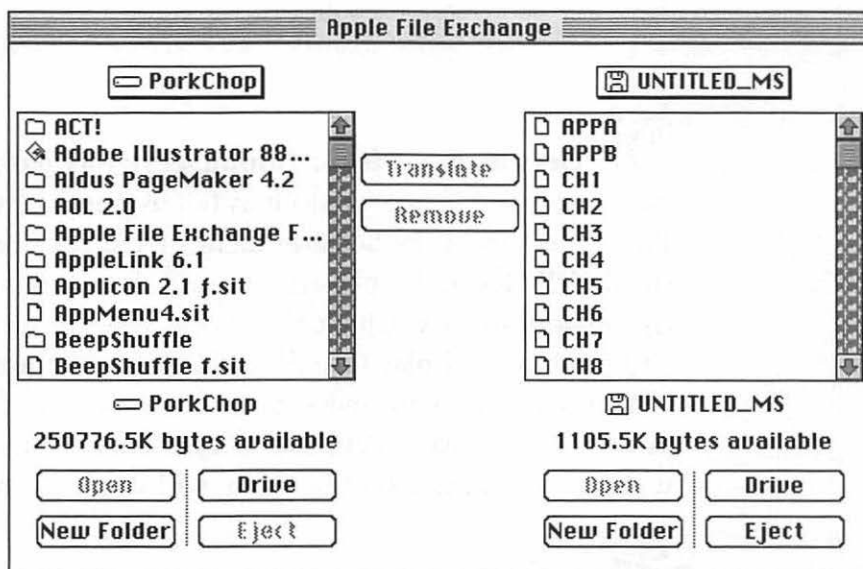 Apple File Exchange
PorkChop
ACT!
Adobe Illustrator 88...
Aldus PageMaker 4.2
AOL 2.0
Apple File Exchange F...
AppleLink 6.1
Applicon 2.1 ƒ.sit
AppMenu4.sit
BeepShuffle
BeepShuffle f.sit
PorkChop
250776.5K bytes available
Open
Drive
New Folder
Eject
Translate
Remove
UNTITLED_MS
APPA
APPB
CH1
CH2
CH3
CH4
CH5
CH6
CH7
CH8
UNTITLED_MS
1105.5K bytes available
Open
Drive
New Folder
Eject